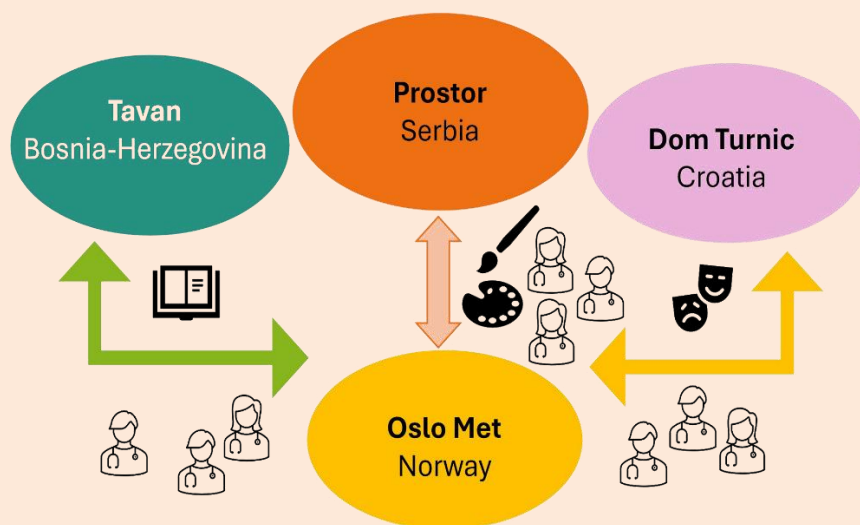 Tavan
Bosnia-Herzegovina
Prostor
Serbia
Dom Turnic
Croatia
Oslo Met
Norway